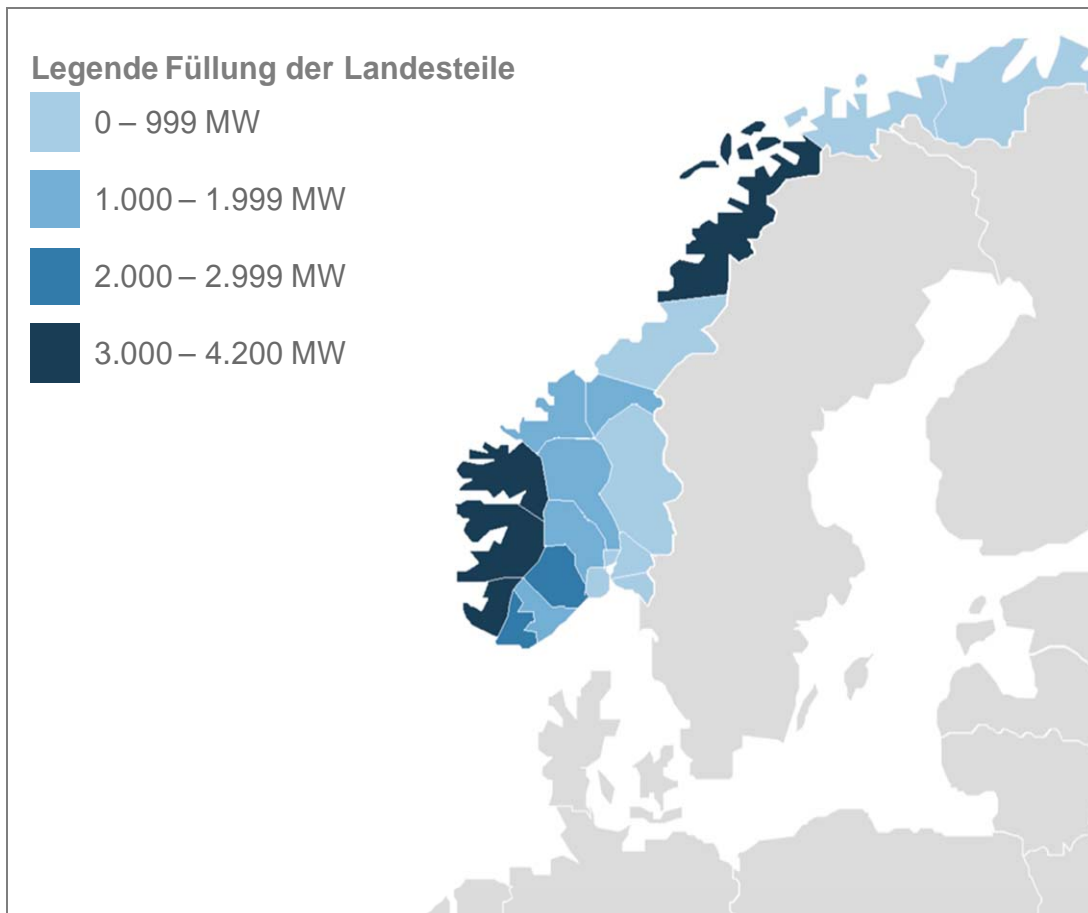 Legende Füllung der Landesteile
0 – 999 MW
1.000 – 1.999 MW
2.000 – 2.999 MW
3.000 – 4.200 MW